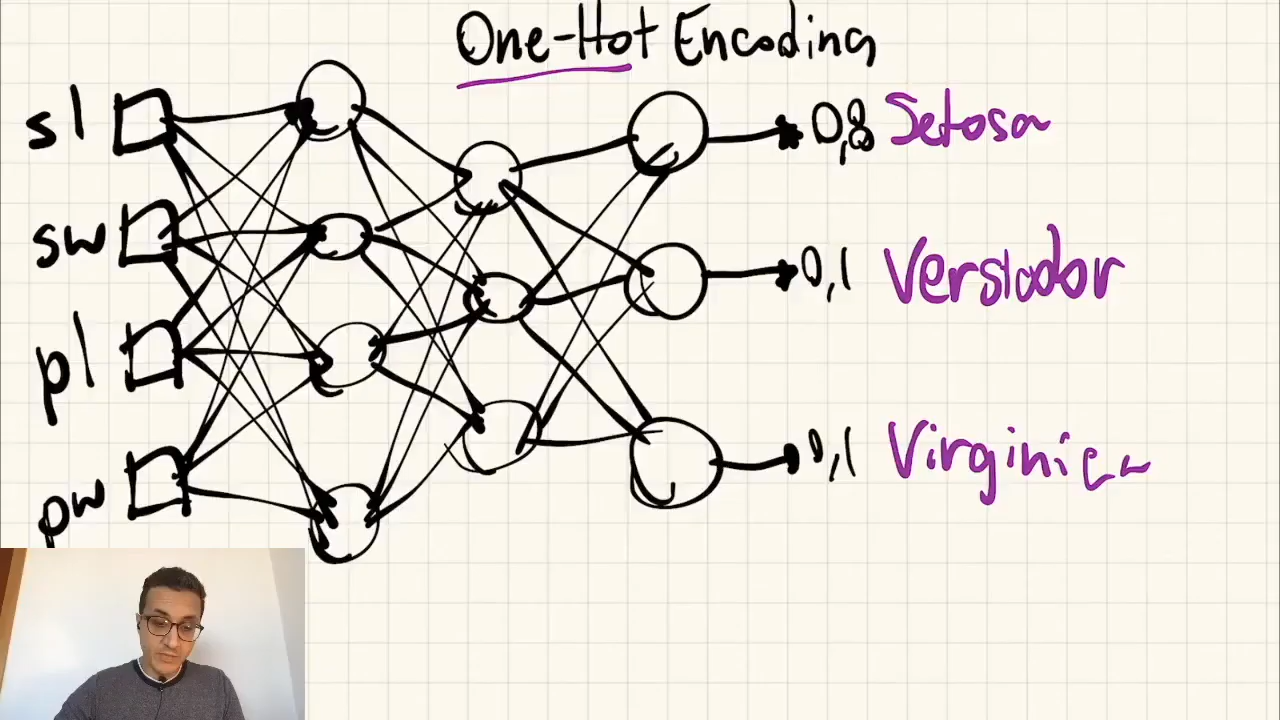 One-Hot Encoding
sl
0,8 Setosa
sw
0,1 Versicolor
pl
0,1 Virginica
pw